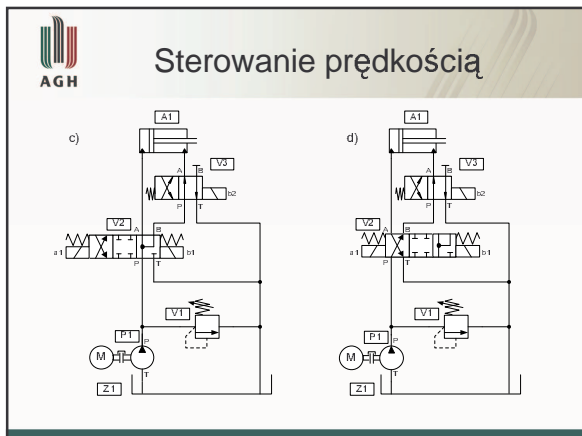 AGH
Sterowanie prędkością
c)
A1
V3
A B
b2
P T
V2
A B
a1 b1
P T
V1
P1
P
M
T
Z1
d)
A1
V3
A B
b2
P T
V2
A B
a1 b1
P T
V1
P1
P
M
T
Z1